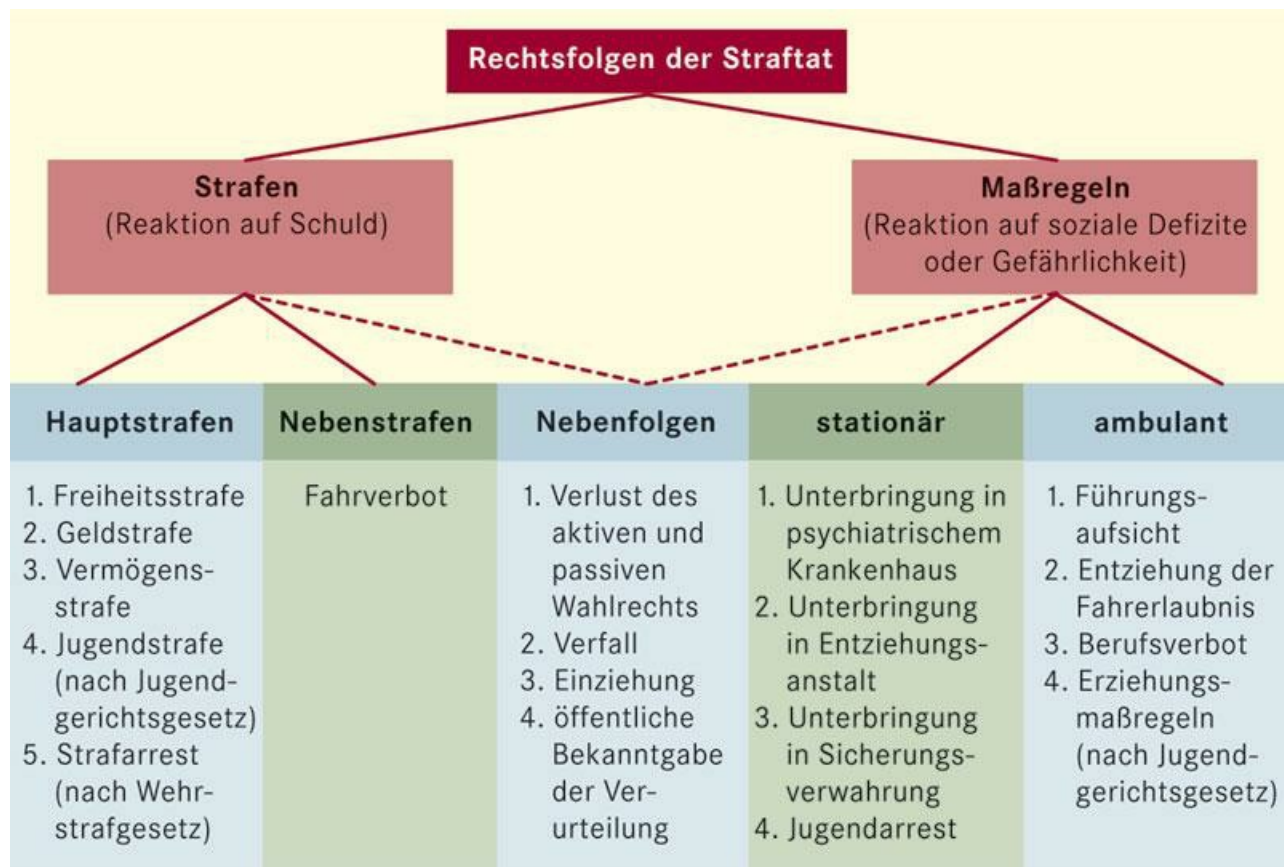 Rechtsfolgen der Straftat
Strafen
(Reaktion auf Schuld)
Maßregeln
(Reaktion auf soziale Defizite
oder Gefährlichkeit)
Hauptstrafen
1. Freiheitsstrafe
2. Geldstrafe
3. Vermögens-
strafe
4. Jugendstrafe
(nach Jugend-
gerichtsgesetz)
5. Strafarrest
(nach Wehr-
strafgesetz)
Nebenstrafen
Fahrverbot
Nebenfolgen
1. Verlust des
aktiven und
passiven
Wahlrechts
2. Verfall
3. Einziehung
4. öffentliche
Bekanntgabe
der Ver-
urteilung
stationär
1. Unterbringung in
psychiatrischem
Krankenhaus
2. Unterbringung
in Entziehungs-
anstalt
3. Unterbringung
in Sicherungs-
verwahrung
4. Jugendarrest
ambulant
1. Führungs-
aufsicht
2. Entziehung der
Fahrerlaubnis
3. Berufsverbot
4. Erziehungs-
maßregeln
(nach Jugend-
gerichtsgesetz)